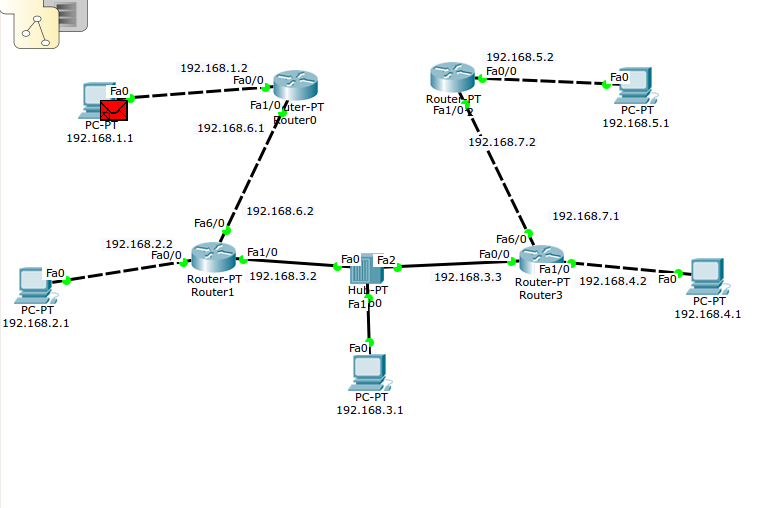 192.168.1.2
192.168.5.2
Fa0/0
Fa0
Fa0/0
Fa0
Fa1/0
Router-PT
Router0
192.168.6.1
PC-PT
192.168.1.1
Router-PT
Fa1/0
PC-PT
192.168.5.1
192.168.7.2
192.168.6.2
192.168.7.1
Fa6/0
Fa6/0
192.168.2.2
Fa0/0
Fa1/0
Fa0
Fa2
Fa0/0
Fa1/0
Fa0
192.168.3.2
192.168.3.3
192.168.4.2
Fa0
Router-PT
Router1
Hub-PT
Fa1
Router-PT
Router3
PC-PT
192.168.2.1
PC-PT
192.168.4.1
Fa0
PC-PT
192.168.3.1